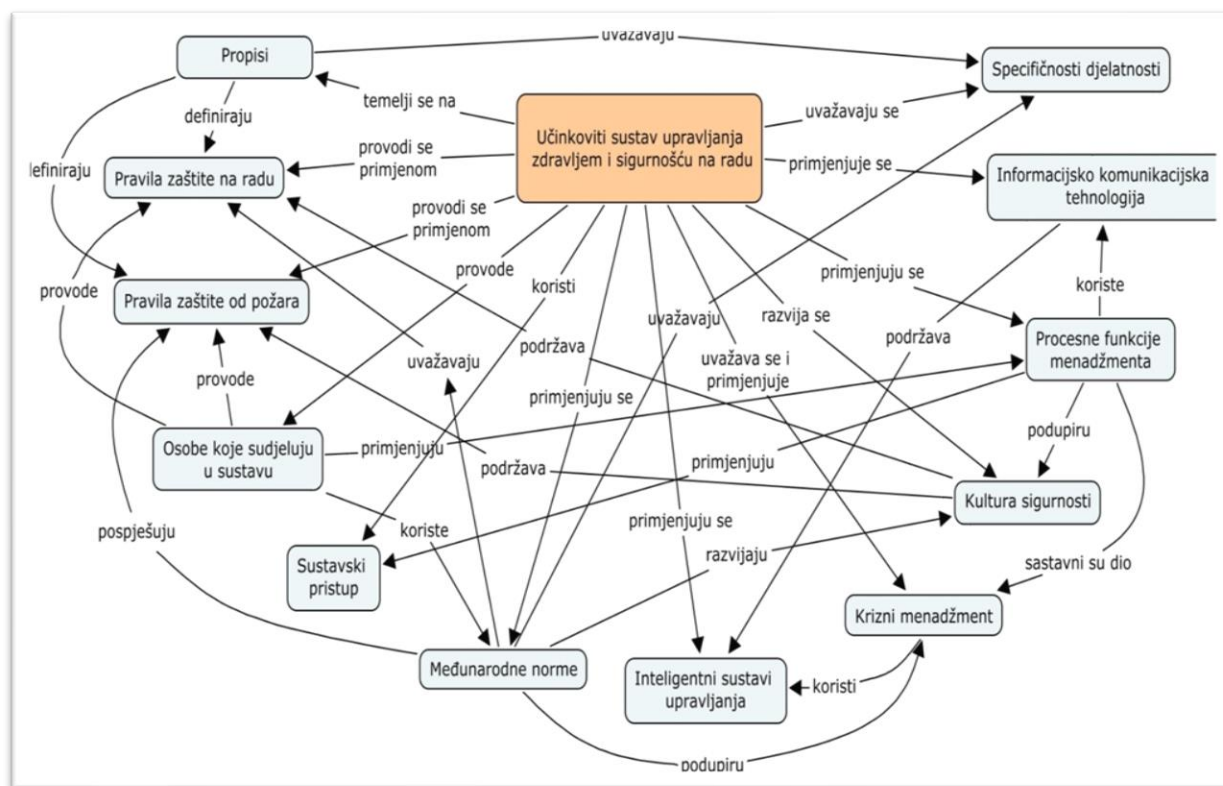 uvažavaju
Propisi
Specifičnosti djelatnosti
temelji se na
uvažavaju se
definiraju
Učinkoviti sustav upravljanja
zdravljem i sigurnošću na radu
provodi se
primjenom
primjenjuje se
definiraju
Pravila zaštite na radu
Informacijsko komunikacijska
tehnologija
provodi se
primjenom
provode
provode
koristi
primjenjuju se
koriste
Pravila zaštite od požara
uvažavaju
razvija se
podržava
Procesne funkcije
menadžmenta
uvažavaju
podržava
uvažava se i
primjenjuje
provode
primjenjuju se
podupiru
Osobe koje sudjeluju
u sustavu
primjenjuju
podržava
primjenjuju
Kultura sigurnosti
pospješuju
koriste
primjenjuju se
razvijaju
sastavni su dio
Sustavski
pristup
Krizni menadžment
Međunarodne norme
Inteligentni sustavi
upravljanja
koristi
podupiru